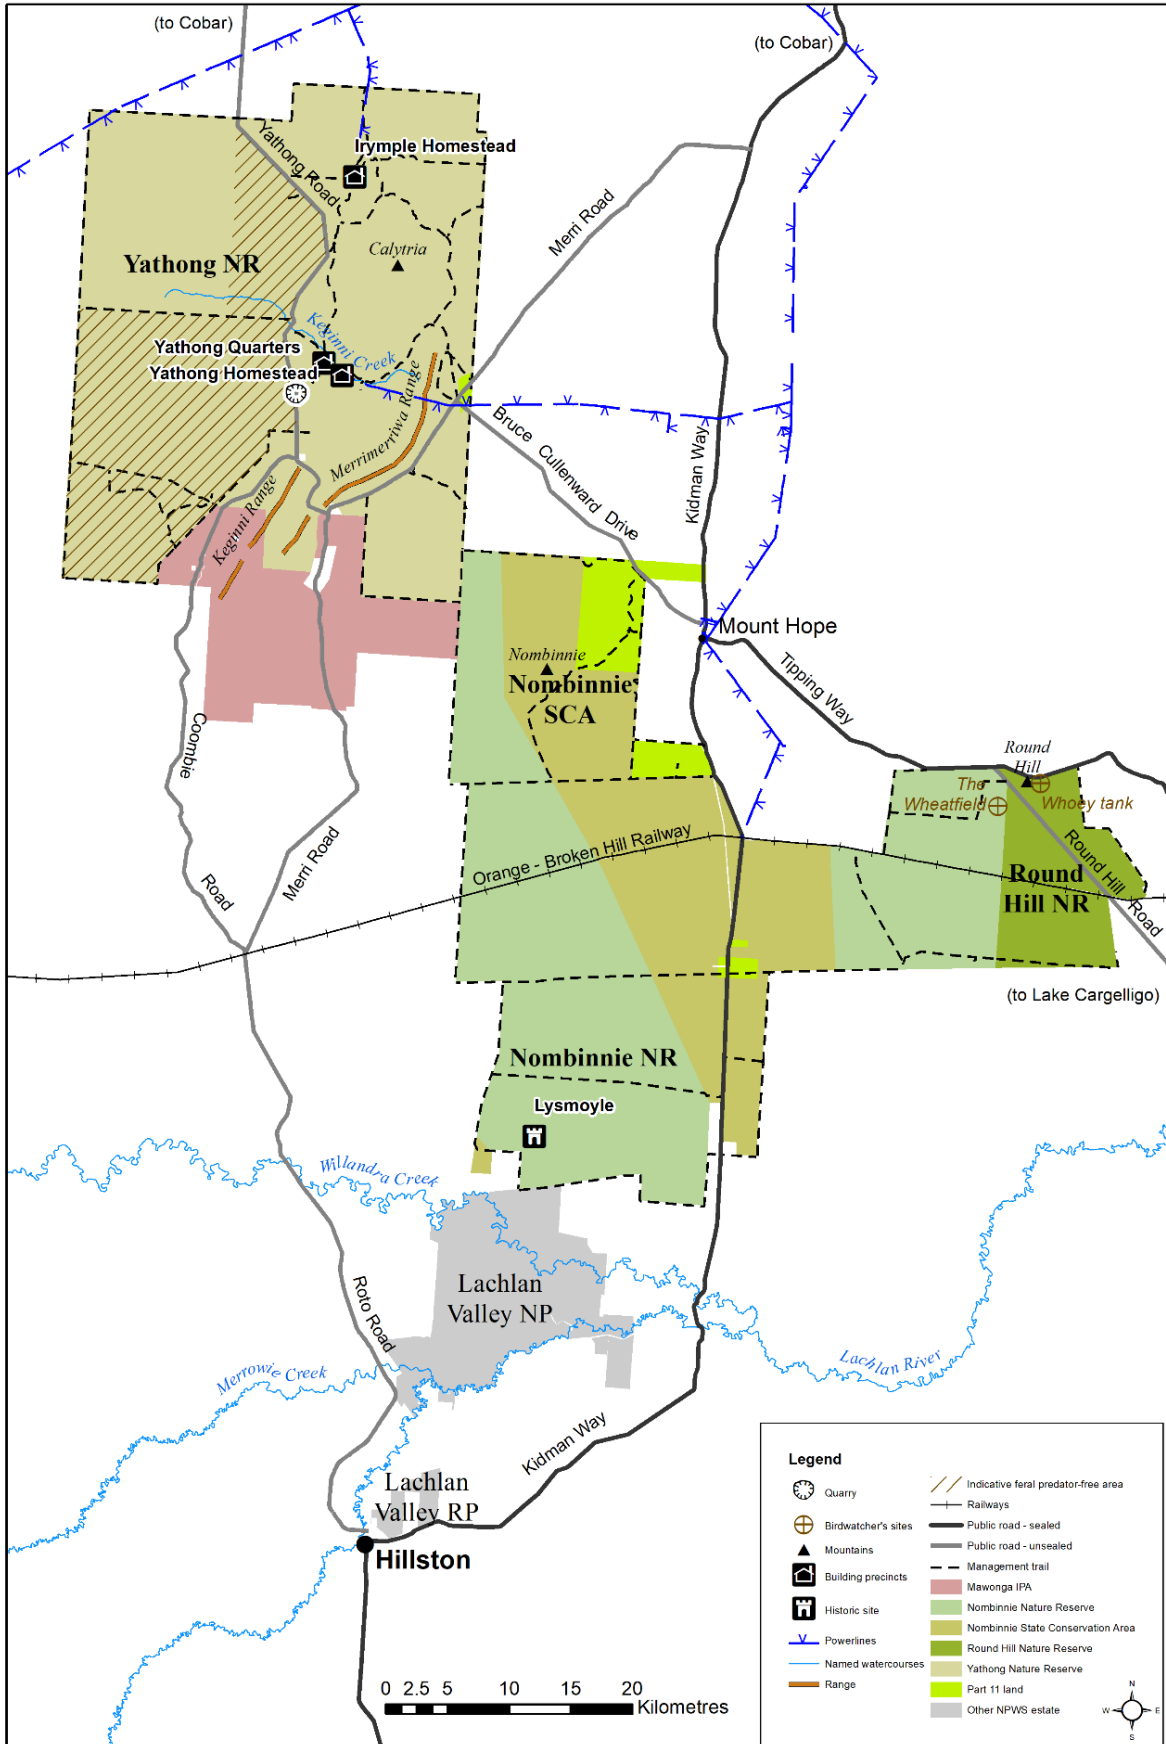 (to Cobar)
(to Cobar)
Yathong Road
Irymple Homestead
Merri Road
Calytria
Yathong NR
Keginni Creek
Yathong Quarters
Yathong Homestead
Merrimerriwa Range
Bruce Cullenward Drive
Kidman Way
Keginni Range
Mount Hope
Nombinnie
Nombinnie
SCA
Tipping Way
Coombie
Road
Round
Hill
The
Wheatfield
Whoey tank
Merri Road
Orange - Broken Hill Railway
Round
Hill NR
Round Hill Road
(to Lake Cargelligo)
Nombinnie NR
Lysmoyle
Willandra Creek
Lachlan
Valley NP
Roto Road
Merrowie Creek
Lachlan River
Kidman Way
Lachlan
Valley RP
Hillston
0 2.5 5 10 15 20
Kilometres
Legend
Quarry
Birdwatcher's sites
Mountains
Building precincts
Historic site
Powerlines
Named watercourses
Range
Indicative feral predator-free area
Railways
Public road - sealed
Public road - unsealed
Management trail
Mawonga IPA
Nombinnie Nature Reserve
Nombinnie State Conservation Area
Round Hill Nature Reserve
Yathong Nature Reserve
Part 11 land
Other NPWS estate
N
W E
S